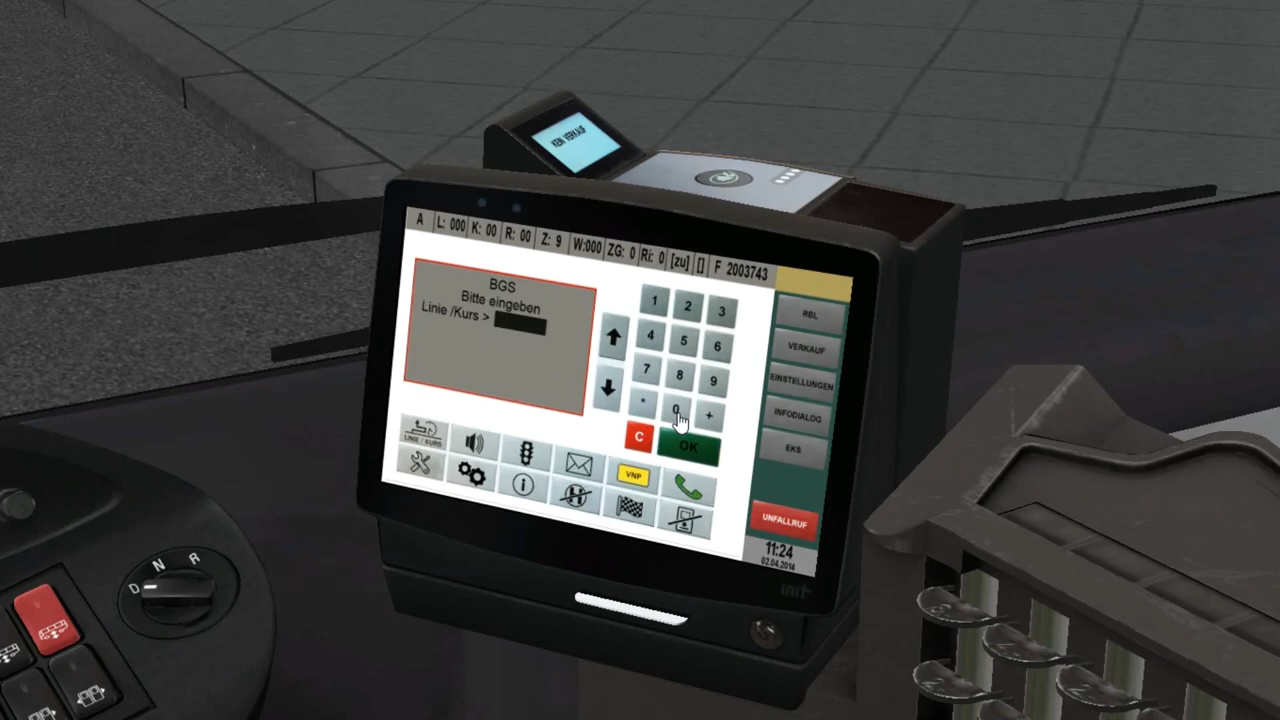 KEIN VERKAUF
A L: 000 K: 00 R: 00 Z: 9 W:000 ZG: 0 Ri: 0 [zu] [] F 2003743
BGS
Bitte eingeben
Linie /Kurs >
1 2 3
4 5 6
7 8 9
* 0 +
C OK
RBL
VERKAUF
EINSTELLUNGEN
INFODIALOG
EKS
UNFALLRUF
LINIE / KURS
VNP
11:24
02.04.2014
init
D N R